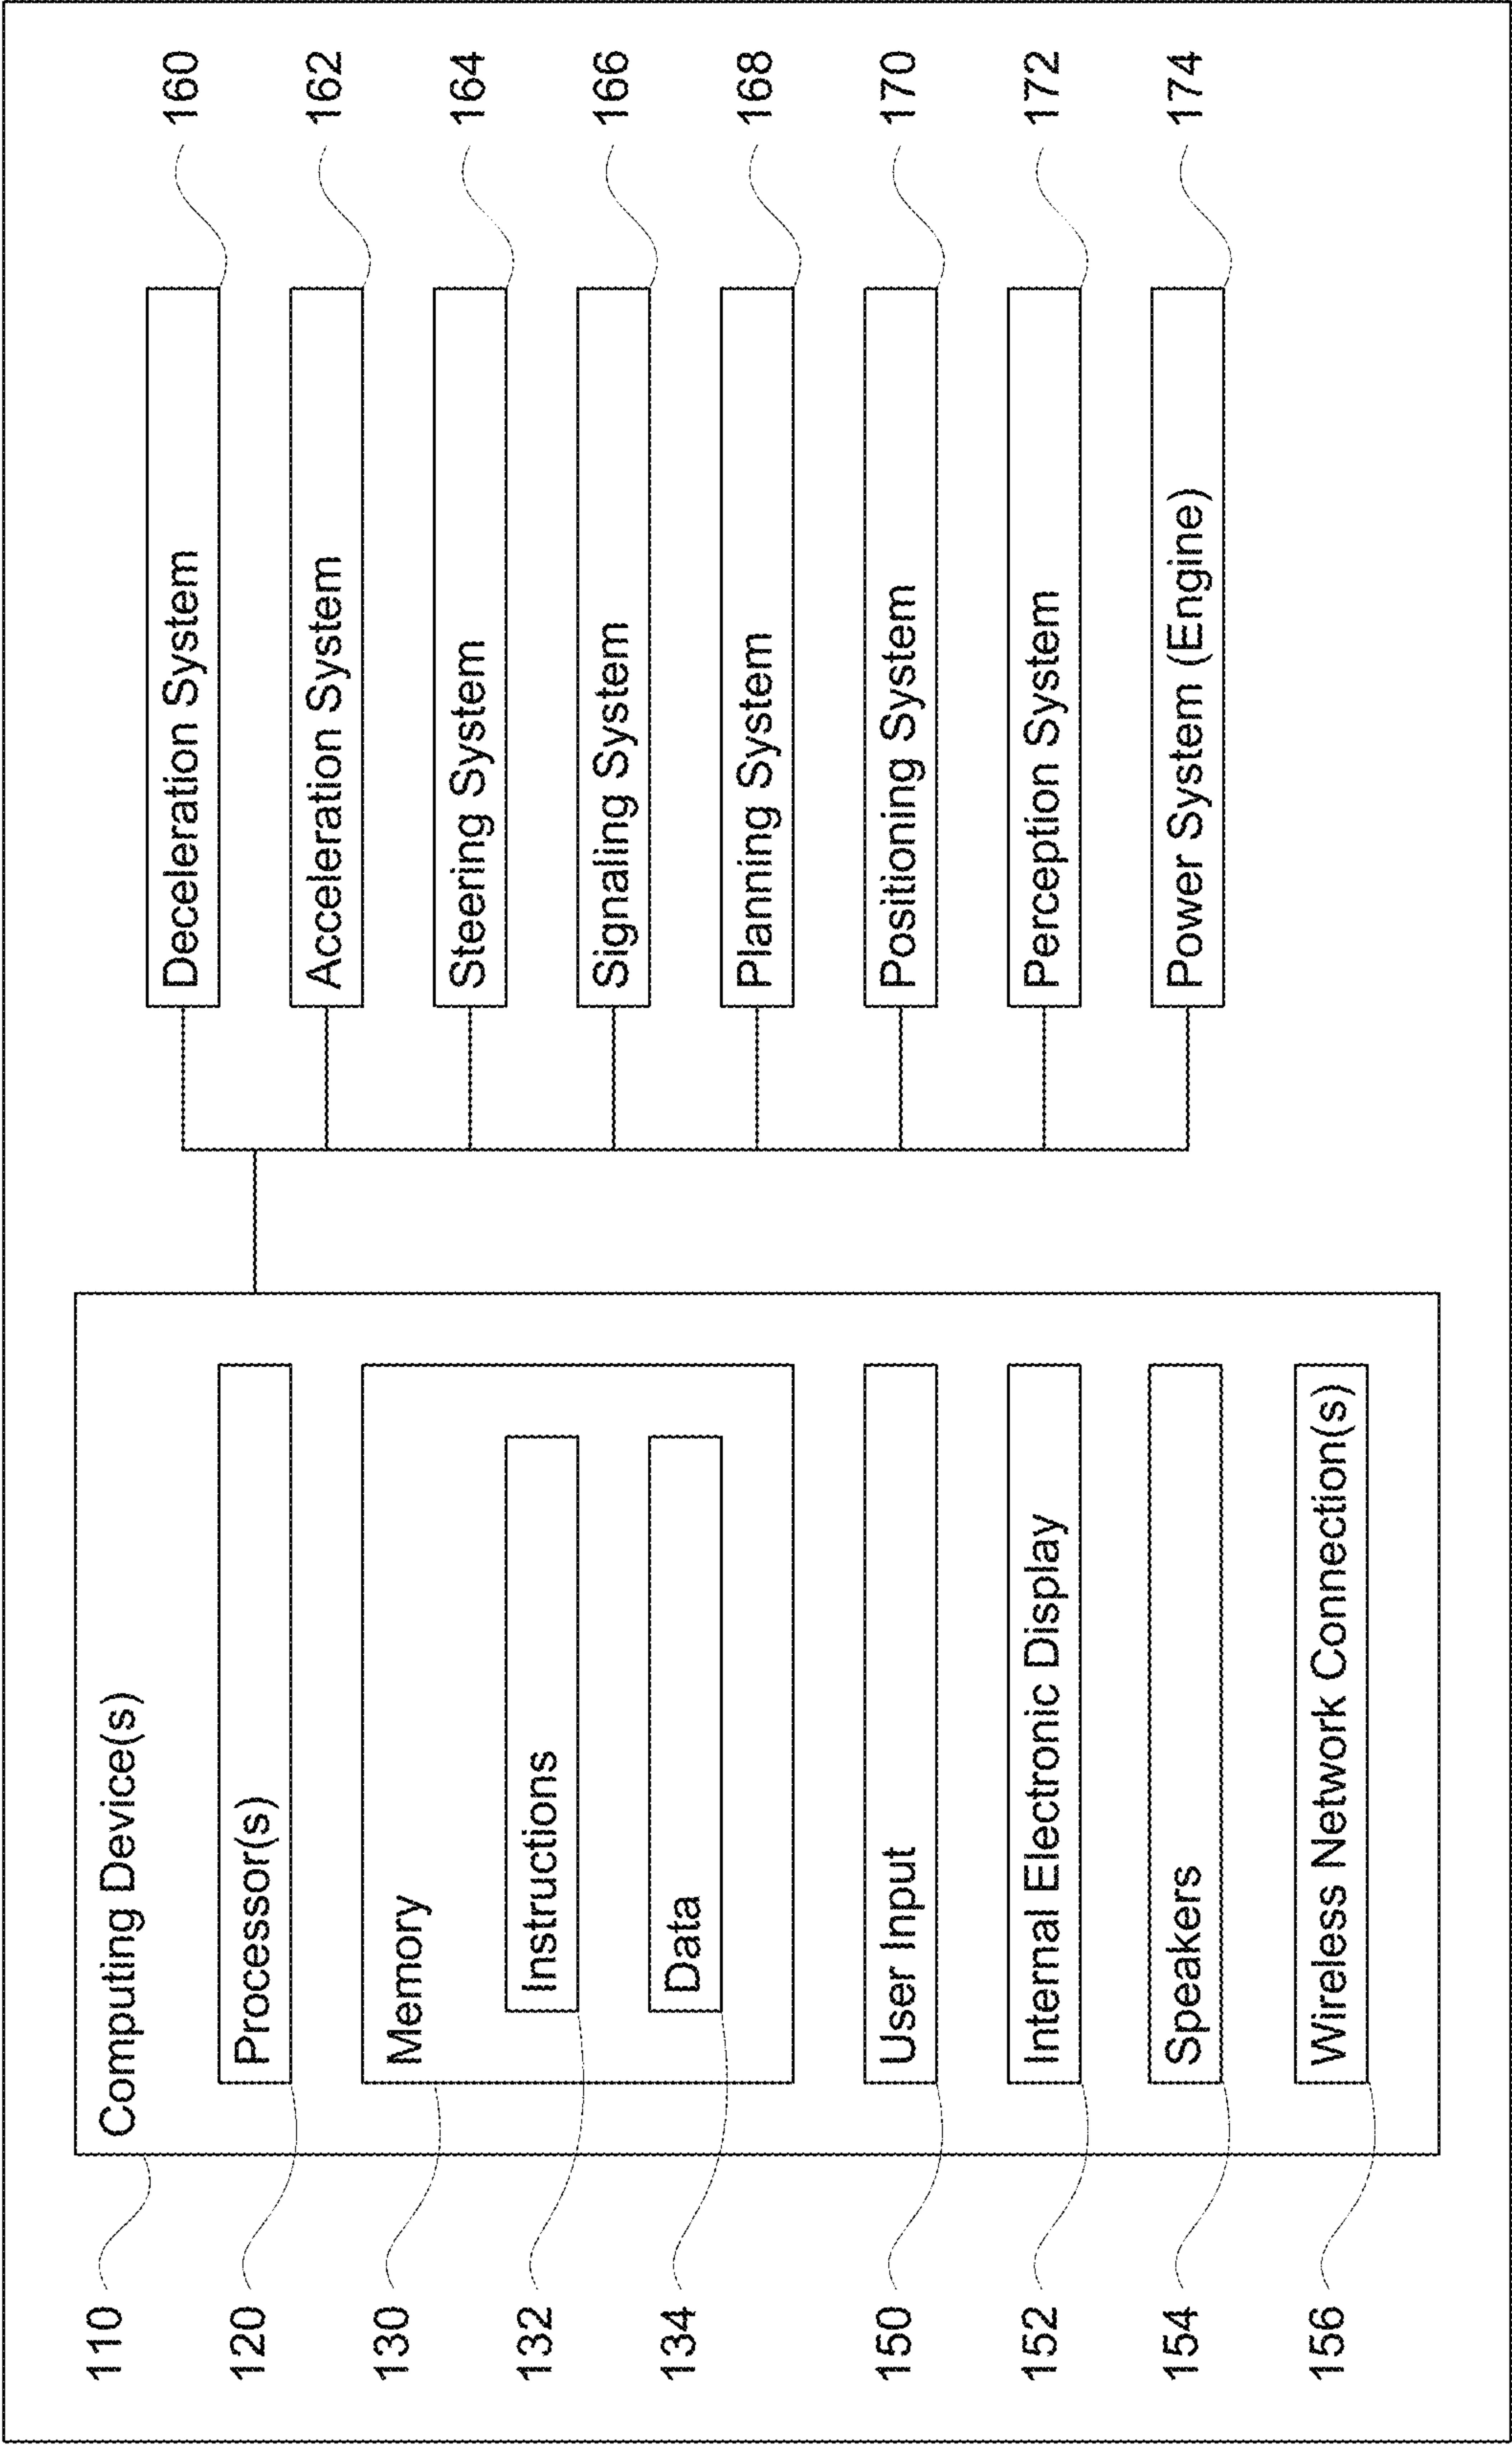 110
Computing Device(s)
120
Processor(s)
130
Memory
132
Instructions
134
Data
150
User Input
152
Internal Electronic Display
154
Speakers
156
Wireless Network Connection(s)
Deceleration System
160
Acceleration System
162
Steering System
164
Signaling System
166
Planning System
168
Positioning System
170
Perception System
172
Power System (Engine)
174